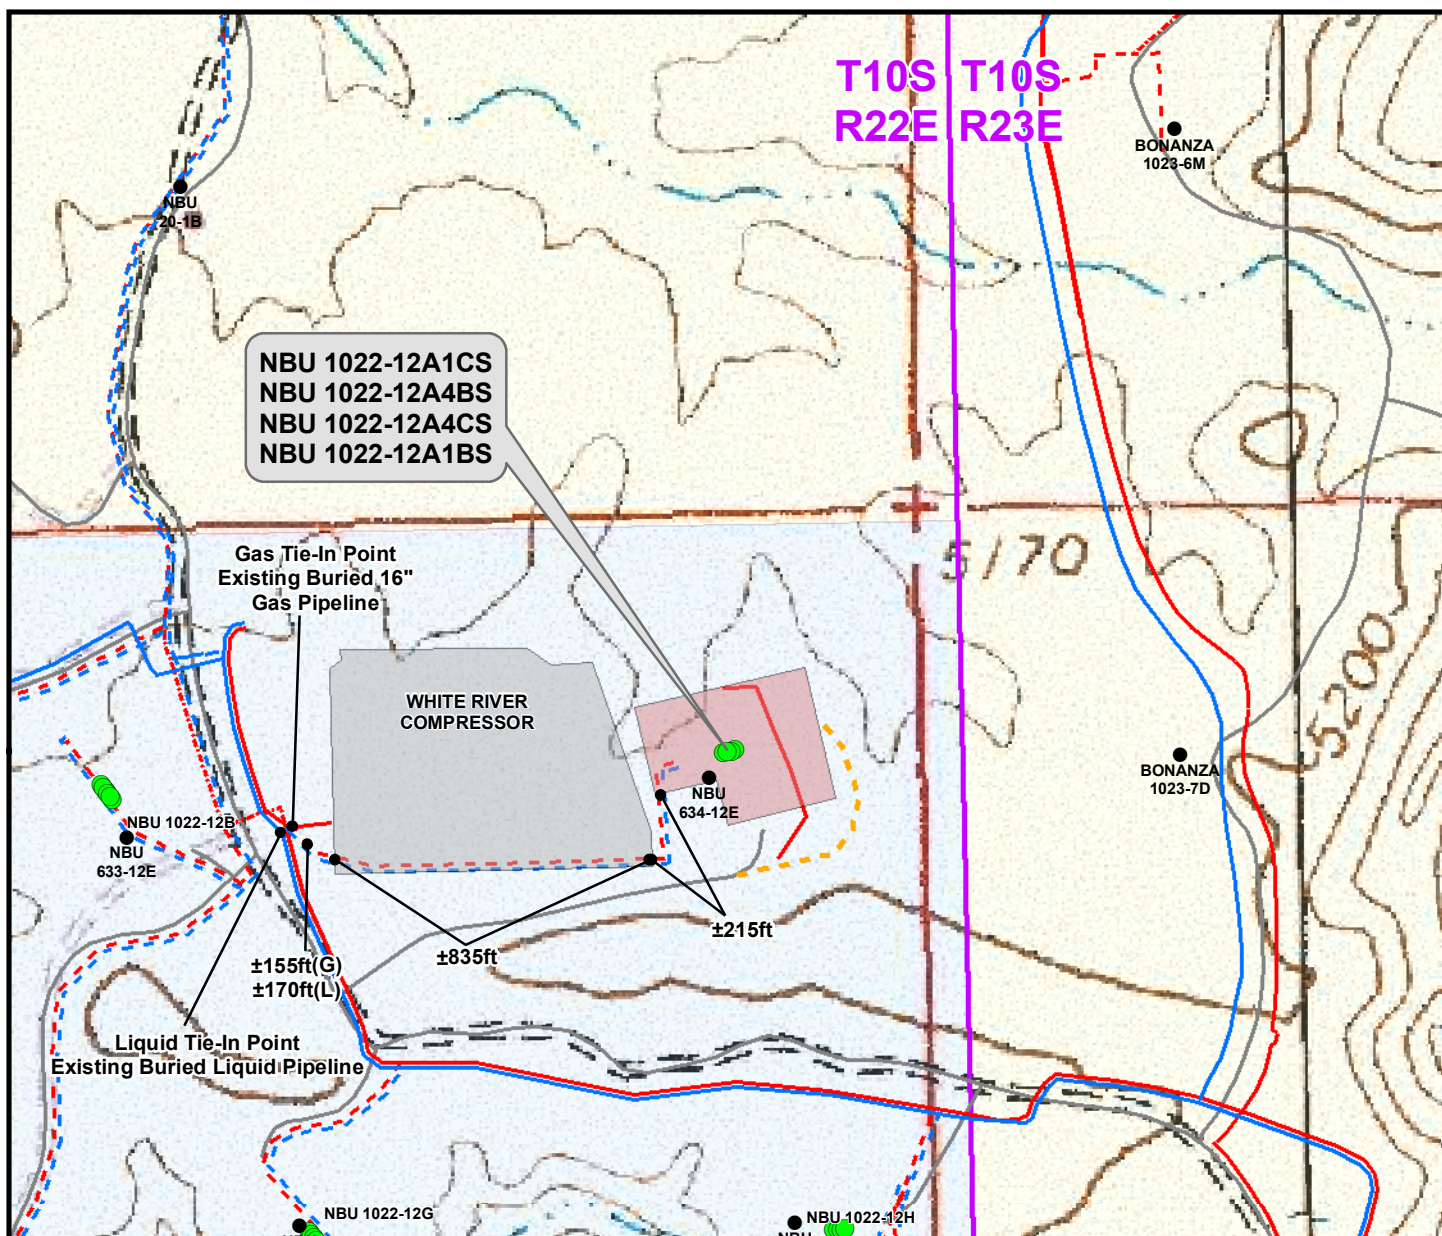 T10S T10S
R22E R23E
BONANZA
1023-6M
NBU
20-1B
NBU 1022-12A1CS
NBU 1022-12A4BS
NBU 1022-12A4CS
NBU 1022-12A1BS
Gas Tie-In Point
Existing Buried 16"
Gas Pipeline
5170
5200
WHITE RIVER
COMPRESSOR
BONANZA
1023-7D
NBU
634-12E
NBU 1022-12B
NBU
633-12E
±215ft
±835ft
±155ft(G)
±170ft(L)
Liquid Tie-In Point
Existing Buried Liquid Pipeline
NBU 1022-12G
NBU 1022-12H
NBU